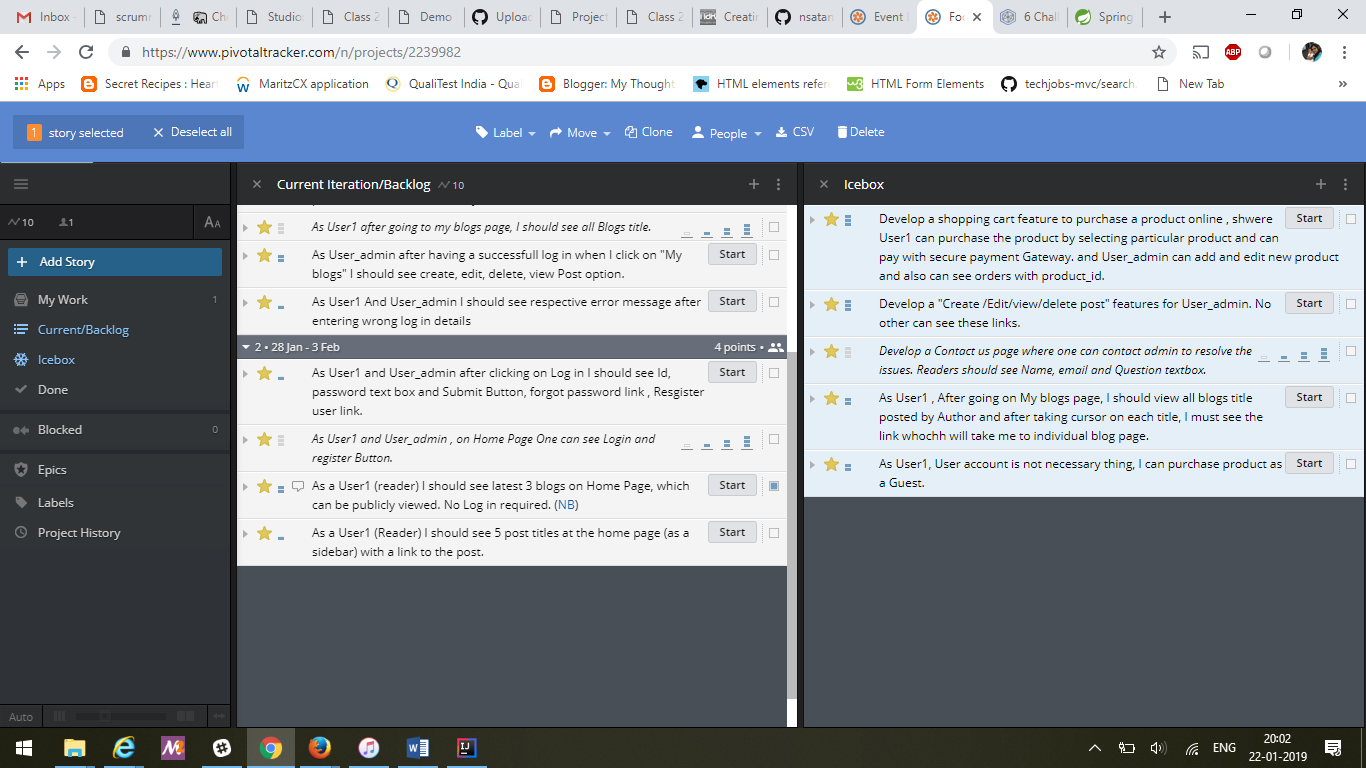 Inbox
scrumm
Ch
Studio
Class 2
Demo
Uploac
Project
Class 2
Creatin
nsatan
Event
Foo
6 Chal
Spring
https://www.pivotaltracker.com/n/projects/2239982
ABP
Apps
Secret Recipes : Hear
MaritzCX application
QualiTest India - Qua
Blogger: My Thought
HTML elements refer
HTML Form Elements
techjobs-mvc/search.
New Tab
»
1 story selected
Deselect all
Label
Move
Clone
People
CSV
Delete
10
1
AA
Add Story
My Work 1
Current/Backlog
Icebox
Done
Blocked 0
Epics
Labels
Project History
Auto
Current Iteration/Backlog 10
As User1 after going to my blogs page, I should see all Blogs title.
As User_admin after having a successfull log in when I click on "My
blogs" I should see create, edit, delete, view Post option.
Start
As User1 And User_admin I should see respective error message after
entering wrong log in details
Start
2 • 28 Jan - 3 Feb
4 points •
As User1 and User_admin after clicking on Log in I should see Id,
password text box and Submit Button, forgot password link , Resgister
user link.
Start
As User1 and User_admin , on Home Page One can see Login and
register Button.
As a User1 (reader) I should see latest 3 blogs on Home Page, which
can be publicly viewed. No Log in required. (NB)
Start
As a User1 (Reader) I should see 5 post titles at the home page (as a
sidebar) with a link to the post.
Start
Icebox
Develop a shopping cart feature to purchase a product online , shwere
User1 can purchase the product by selecting particular product and can
pay with secure payment Gateway. and User_admin can add and edit new product
and also can see orders with product_id.
Start
Develop a "Create /Edit/view/delete post" features for User_admin. No
other can see these links.
Start
Develop a Contact us page where one can contact admin to resolve the
issues. Readers should see Name, email and Question textbox.
As User1 , After going on My blogs page, I should view all blogs title
posted by Author and after taking cursor on each title, I must see the
link whochh will take me to individual blog page.
Start
As User1, User account is not necessary thing, I can purchase product as
a Guest.
Start
ENG
20:02
22-01-2019